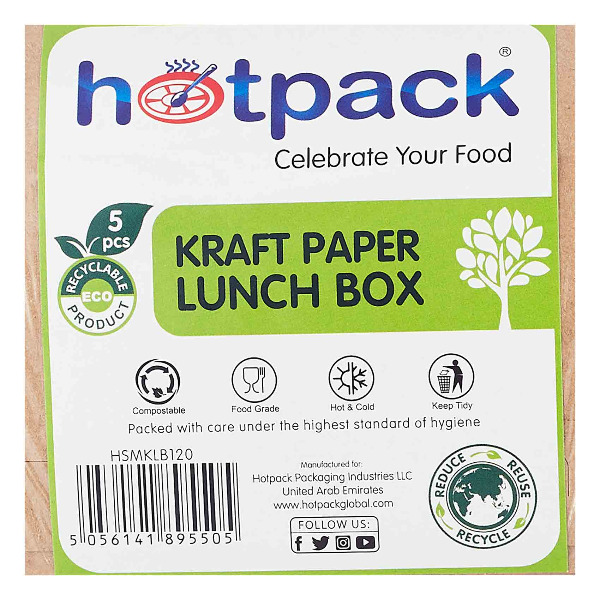 hotpack®
Celebrate Your Food
5
pcs
RECYCLABLE
ECO
PRODUCT
KRAFT PAPER
LUNCH BOX
Compostable
Food Grade
Hot & Cold
Keep Tidy
Packed with care under the highest standard of hygiene
HSMKLB120
5 056141 895505
Manufactured for:
Hotpack Packaging Industries LLC
United Arab Emirates
www.hotpackglobal.com
FOLLOW US:
REDUCE
REUSE
RECYCLE